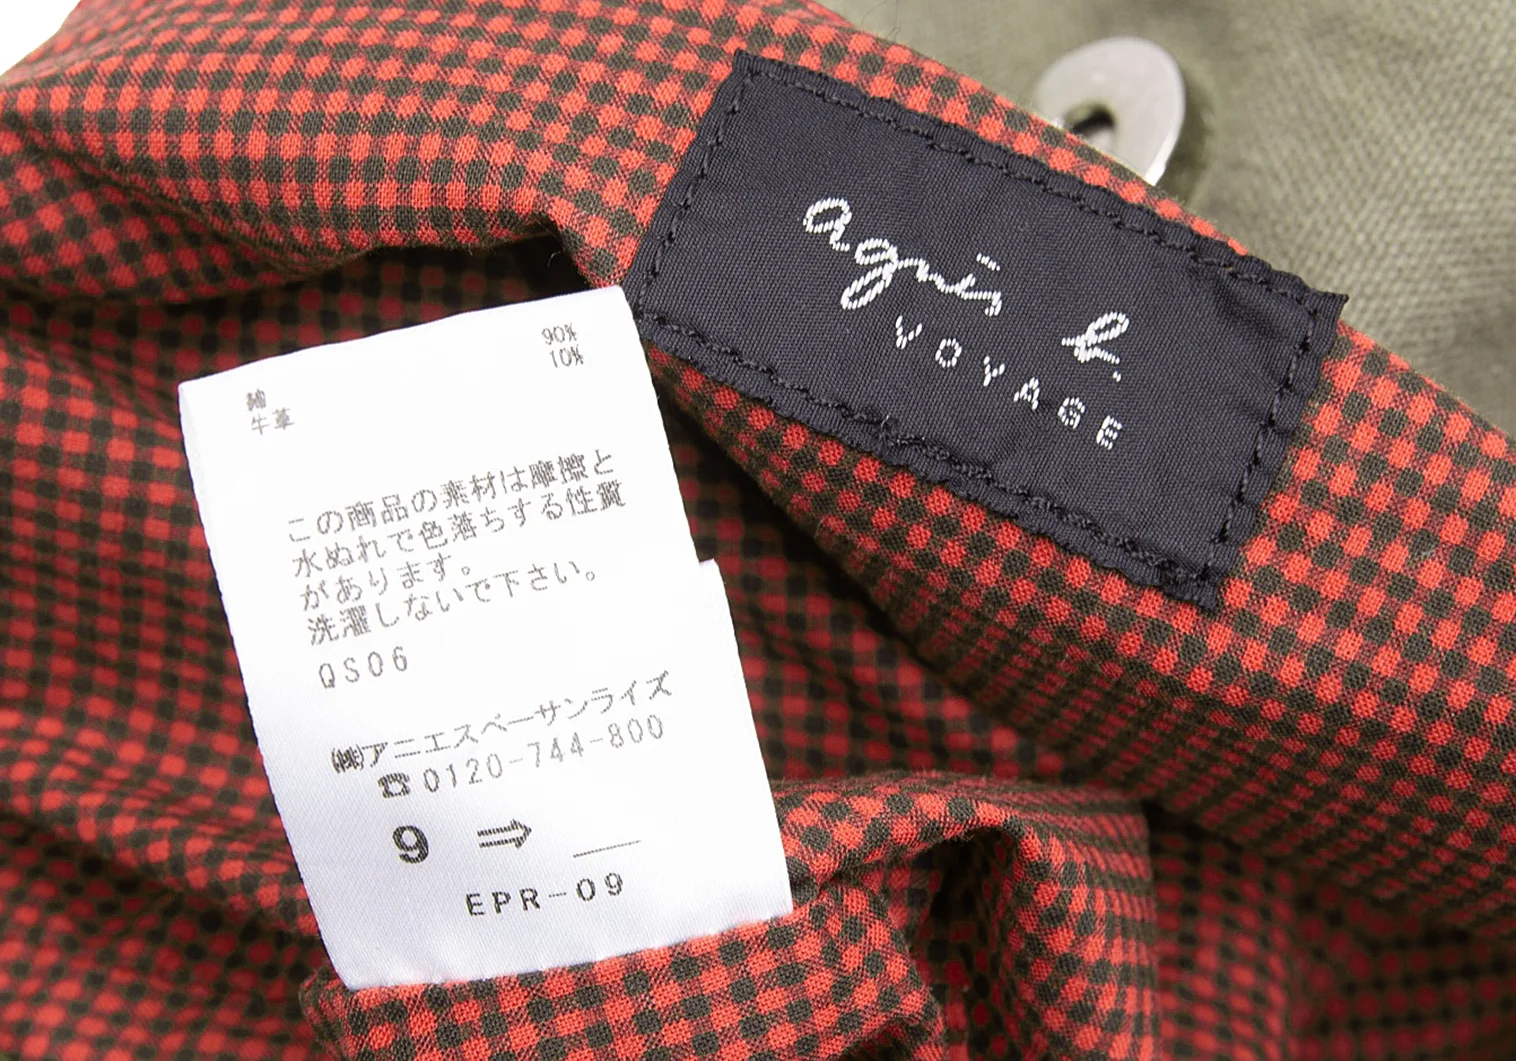 agnès b.
VOYAGE
綿 90%
牛革 10%
この商品の素材は摩擦と
水ぬれで色落ちする性質
があります。
洗濯しないで下さい。
QS06
㈱アニエスベーサンライズ
☎0120-744-800
9 ⇒ __
EPR-09